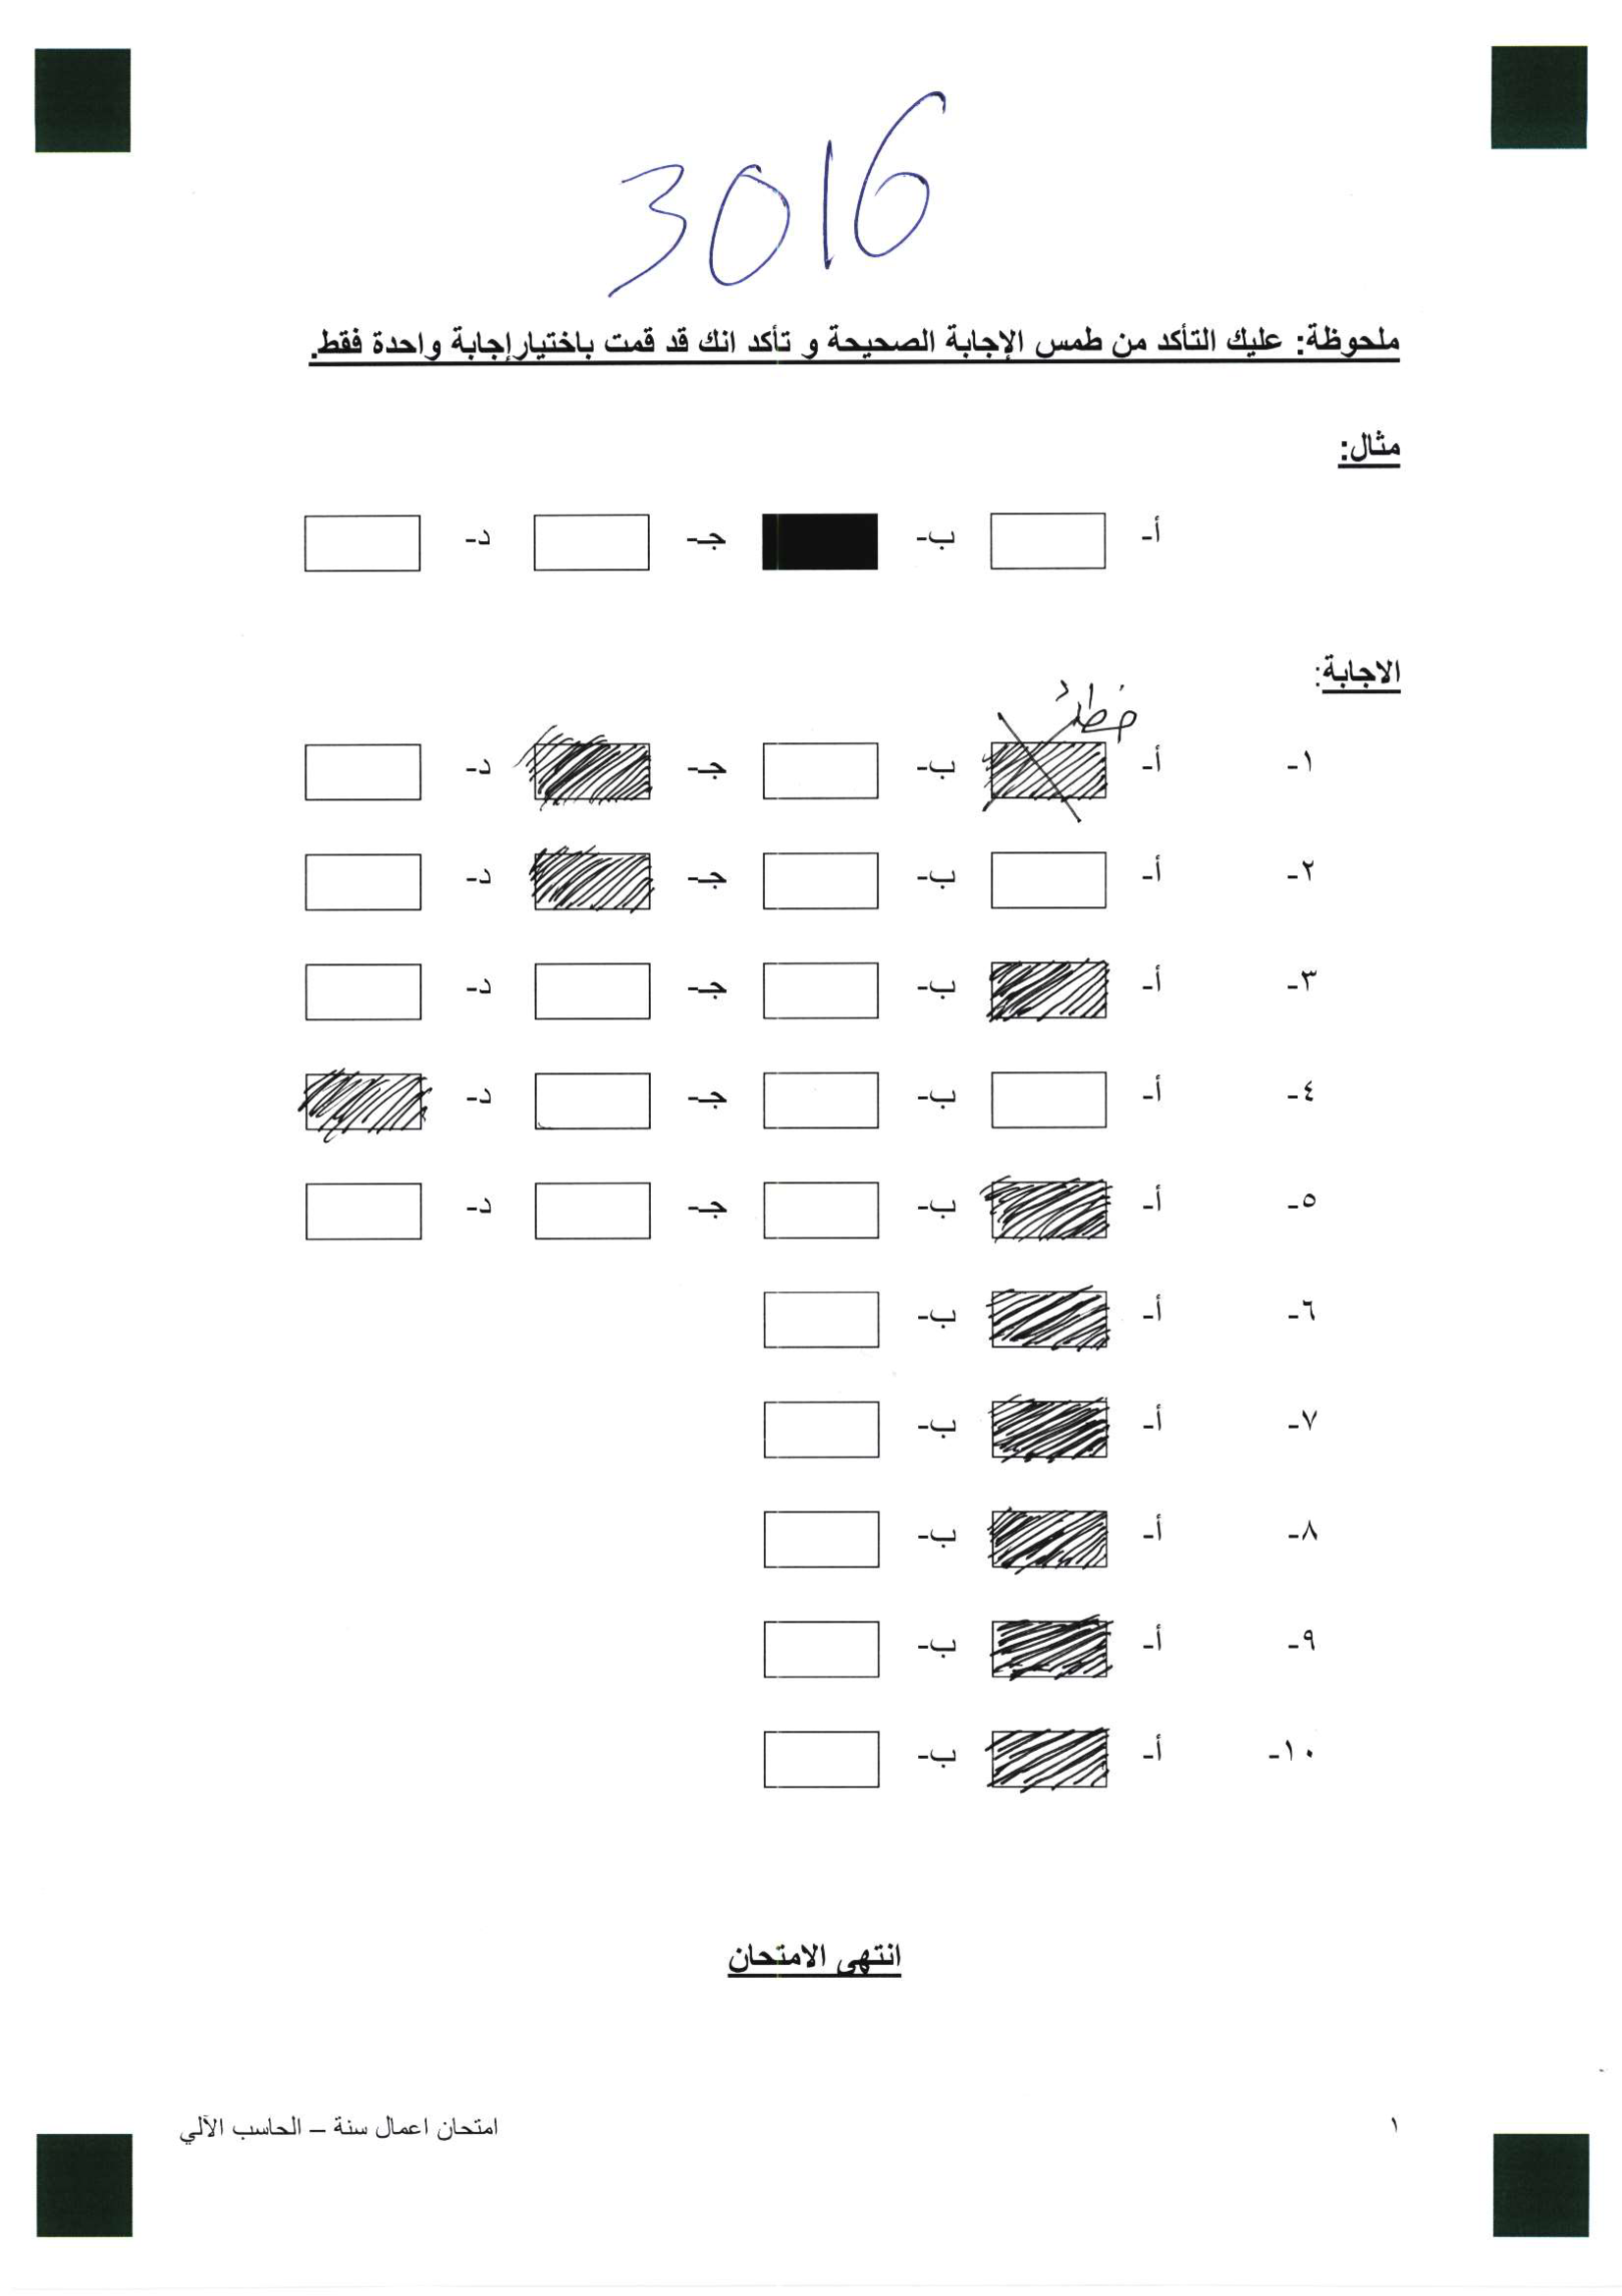 3016
ملحوظة: عليك التأكد من طمس الإجابة الصحيحة و تأكد انك قد قمت باختيارإجابة واحدة فقط.
مثال:
أ- ب- جـ- د-
الاجابة:
خطأ
١- أ- ب- جـ- د-
٢- أ- ب- جـ- د-
٣- أ- ب- جـ- د-
٤- أ- ب- جـ- د-
٥- أ- ب- جـ- د-
٦- أ- ب-
٧- أ- ب-
٨- أ- ب-
٩- أ- ب-
١٠- أ- ب-
انتهى الامتحان
١ امتحان اعمال سنة – الحاسب الآلي